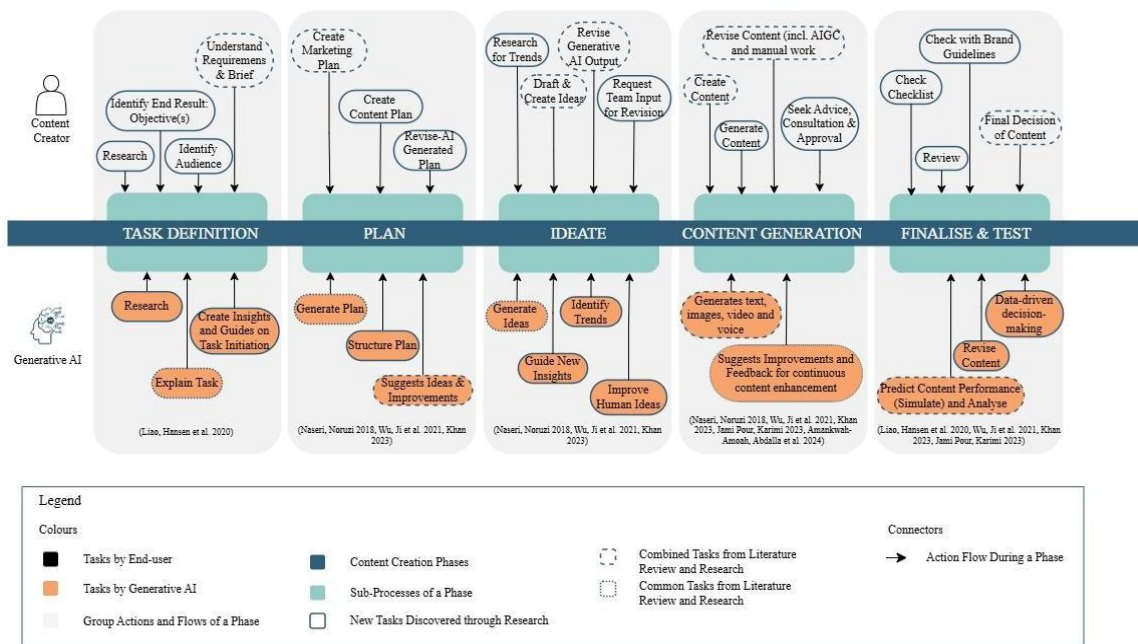 Understand
Requiremens
& Brief
Identify End Result:
Objective(s)
Research
Identify
Audience
Create
Marketing
Plan
Create
Content Plan
Revise-AI
Generated
Plan
Research
for Trends
Draft &
Create Ideas
Revise
Generative
AI Output
Request
Team Input
for Revision
Revise Content (incl. AIGC
and manual work
Create
Content
Generate
Content
Seek Advice,
Consultation &
Approval
Check with Brand
Guidelines
Check
Checklist
Review
Final Decision
of Content
Content
Creator
TASK DEFINITION
PLAN
IDEATE
CONTENT GENERATION
FINALISE & TEST
Generative AI
Research
Create Insights
and Guides on
Task Initiation
Explain Task
Generate Plan
Structure Plan
Suggests Ideas &
Improvements
Generate
Ideas
Identify
Trends
Guide New
Insights
Improve
Human Ideas
Generates text,
images, video and
voice
Suggests Improvements and
Feedback for continuous
content enhancement
Data-driven
decision-
making
Revise
Content
Predict Content Performance
(Simulate) and Analyse
(Liao, Hansen et al. 2020)
(Naseri, Noruzi 2018, Wu, Ji et al. 2021, Khan
2023)
(Naseri, Noruzi 2018, Wu, Ji et al. 2021, Khan
2023)
(Naseri, Noruzi 2018, Wu, Ji et al. 2021, Khan
2023, Jami Pour, Karimi 2023, Amankwah-
Amoah, Abdalla et al. 2024)
(Liao, Hansen et al. 2020, Wu, Ji et al. 2021, Khan
2023, Jami Pour, Karimi 2023)
Legend
Colours
Connectors
Tasks by End-user
Tasks by Generative AI
Group Actions and Flows of a Phase
Content Creation Phases
Sub-Processes of a Phase
New Tasks Discovered through Research
Combined Tasks from Literature
Review and Research
Common Tasks from Literature
Review and Research
Action Flow During a Phase